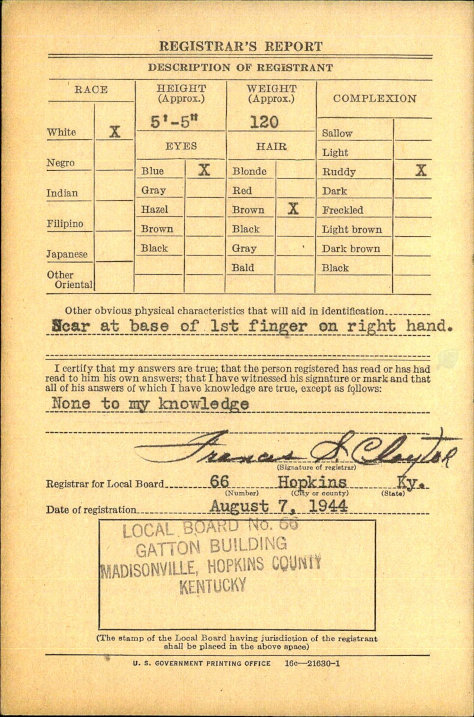 REGISTRAR'S REPORT
DESCRIPTION OF REGISTRANT
RACE
HEIGHT
(Approx.)
WEIGHT
(Approx.)
COMPLEXION
5'-5"
120
White X
Sallow
EYES
HAIR
Light
Negro
Blue X
Blonde
Ruddy X
Indian
Gray
Red
Dark
Hazel
Brown X
Freckled
Filipino
Brown
Black
Light brown
Japanese
Black
Gray
Dark brown
Other
Oriental
Bald
Black
Other obvious physical characteristics that will aid in identification
Scar at base of 1st finger on right hand.
I certify that my answers are true; that the person registered has read or has had
read to him his own answers; that I have witnessed his signature or mark and that
all of his answers of which I have knowledge are true, except as follows:
None to my knowledge
Frances S Claytor
(Signature of registrar)
Registrar for Local Board 66 Hopkins Ky.
(Number) (City or county) (State)
Date of registration August 7, 1944
LOCAL BOARD No. 66
GATTON BUILDING
MADISONVILLE, HOPKINS COUNTY
KENTUCKY
(The stamp of the Local Board having jurisdiction of the registrant
shall be placed in the above space)
U. S. GOVERNMENT PRINTING OFFICE 16c—21630-1